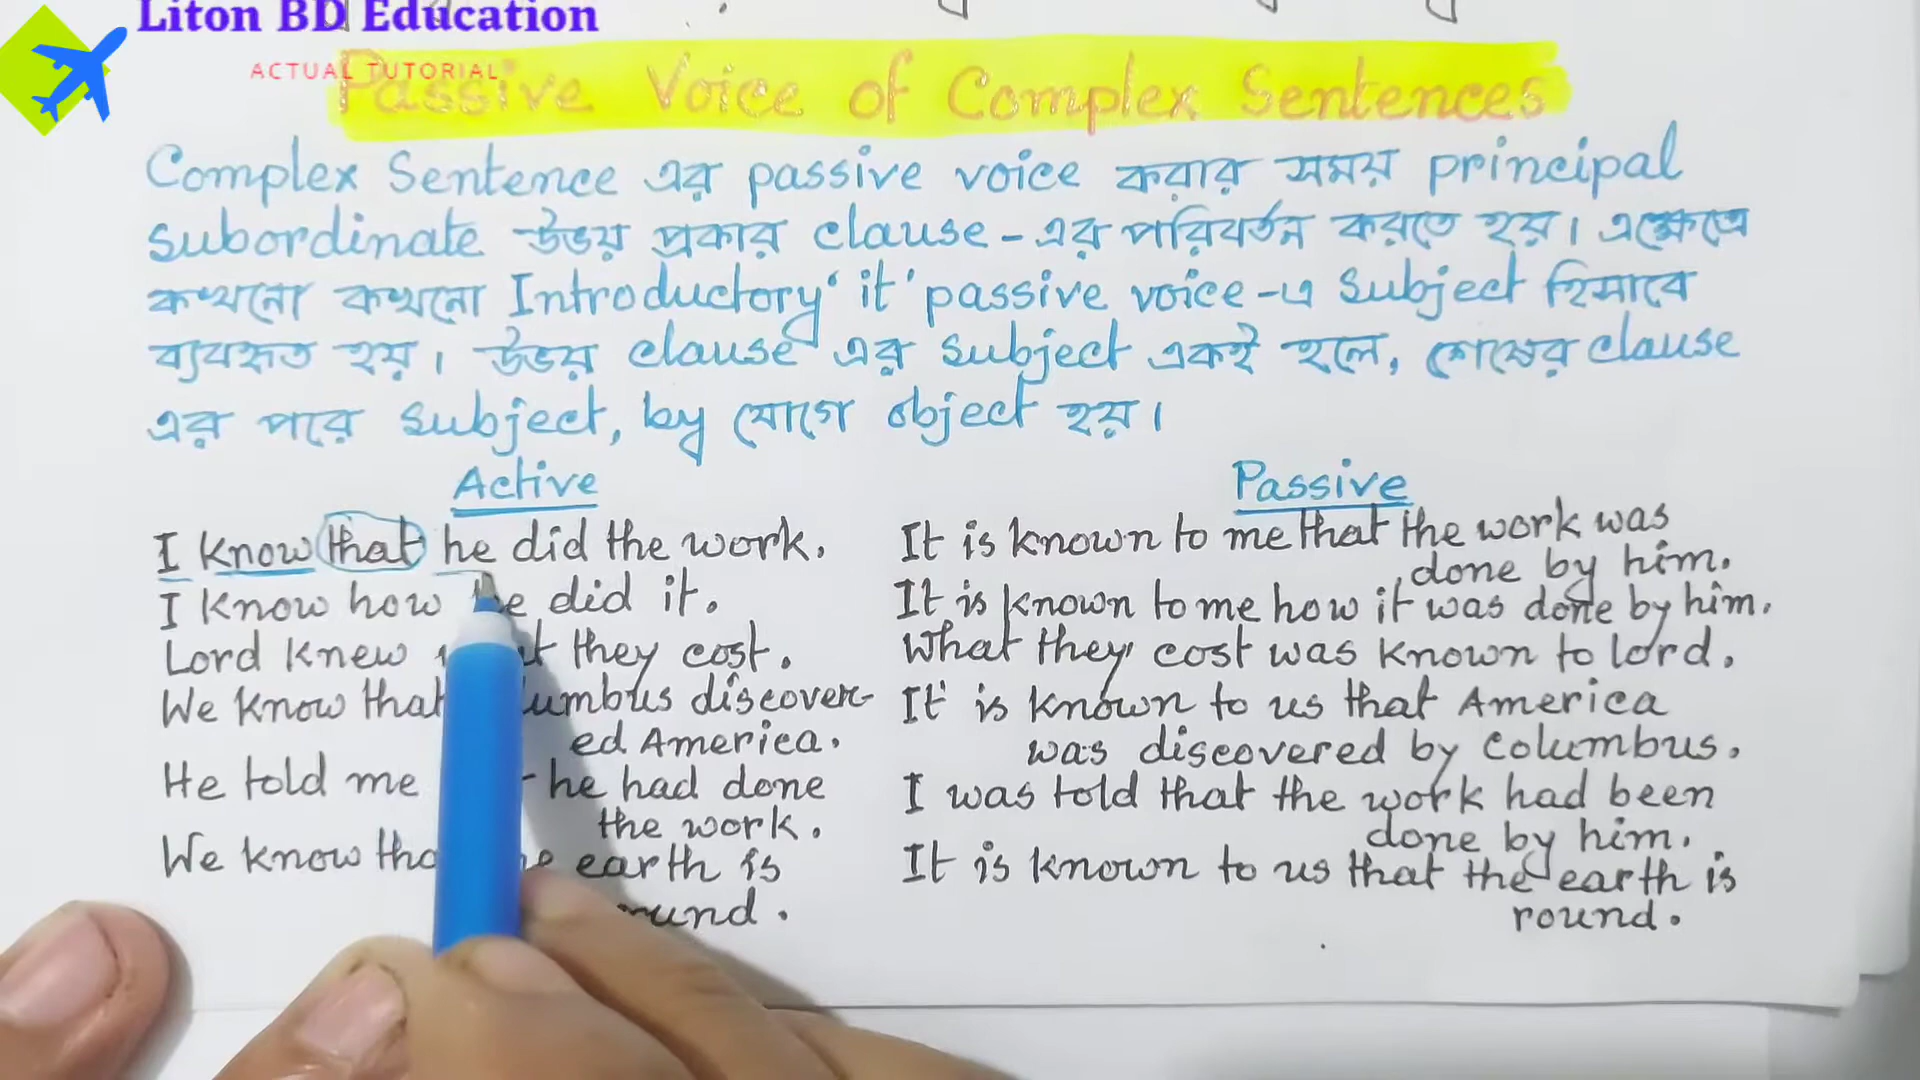 Liton BD Education
ACTUAL TUTORIAL
Passive Voice of Complex Sentences
Complex Sentence এর passive voice করার সময় principal
subordinate উভয় প্রকার clause-এর পরিবর্তন করতে হয়। এক্ষেত্রে
কখনো কখনো Introductory 'it' passive voice-এ subject হিসাবে
ব্যবহৃত হয়। উভয় clause এর subject একই হলে, শেষের clause
এর পরে subject, by যোগে object হয়।
Active
I know that he did the work.
I know how he did it.
Lord knew they cost.
We know that discover-
ed America.
He told me he had done
the work.
We know earth is
round.
Passive
It is known to me that the work was
done by him.
It is known to me how it was done by him.
What they cost was known to lord.
It is known to us that America
was discovered by Columbus.
I was told that the work had been
done by him.
It is known to us that the earth is
round.